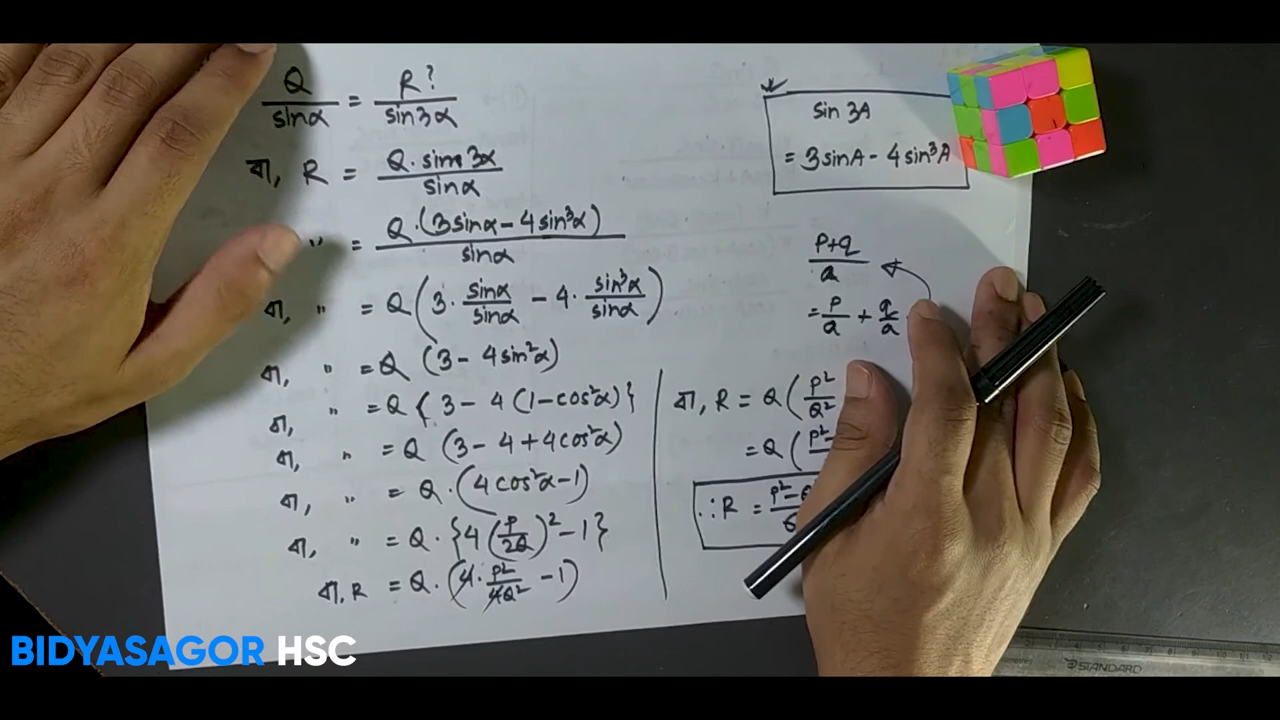 Q/sinα = R?/sin3α
বা, R = Q·sin3α/sinα
" = Q·(3sinα - 4sin³α)/sinα
বা, " = Q(3·sinα/sinα - 4·sin³α/sinα)
বা, " = Q (3 - 4sin²α)
বা, " = Q { 3 - 4 (1 - cos²α)}
বা, " = Q (3 - 4 + 4cos²α)
বা, " = Q·(4cos²α - 1)
বা, " = Q·{4(P/2Q)² - 1}
বা, R = Q·(4·P²/4Q² - 1)
sin 3A
= 3sinA - 4sin³A
P+q/a
= P/a + q/a
বা, R = Q(P²/Q²
= Q(P²-
∴ R = P²-
BIDYASAGOR HSC
STANDARD